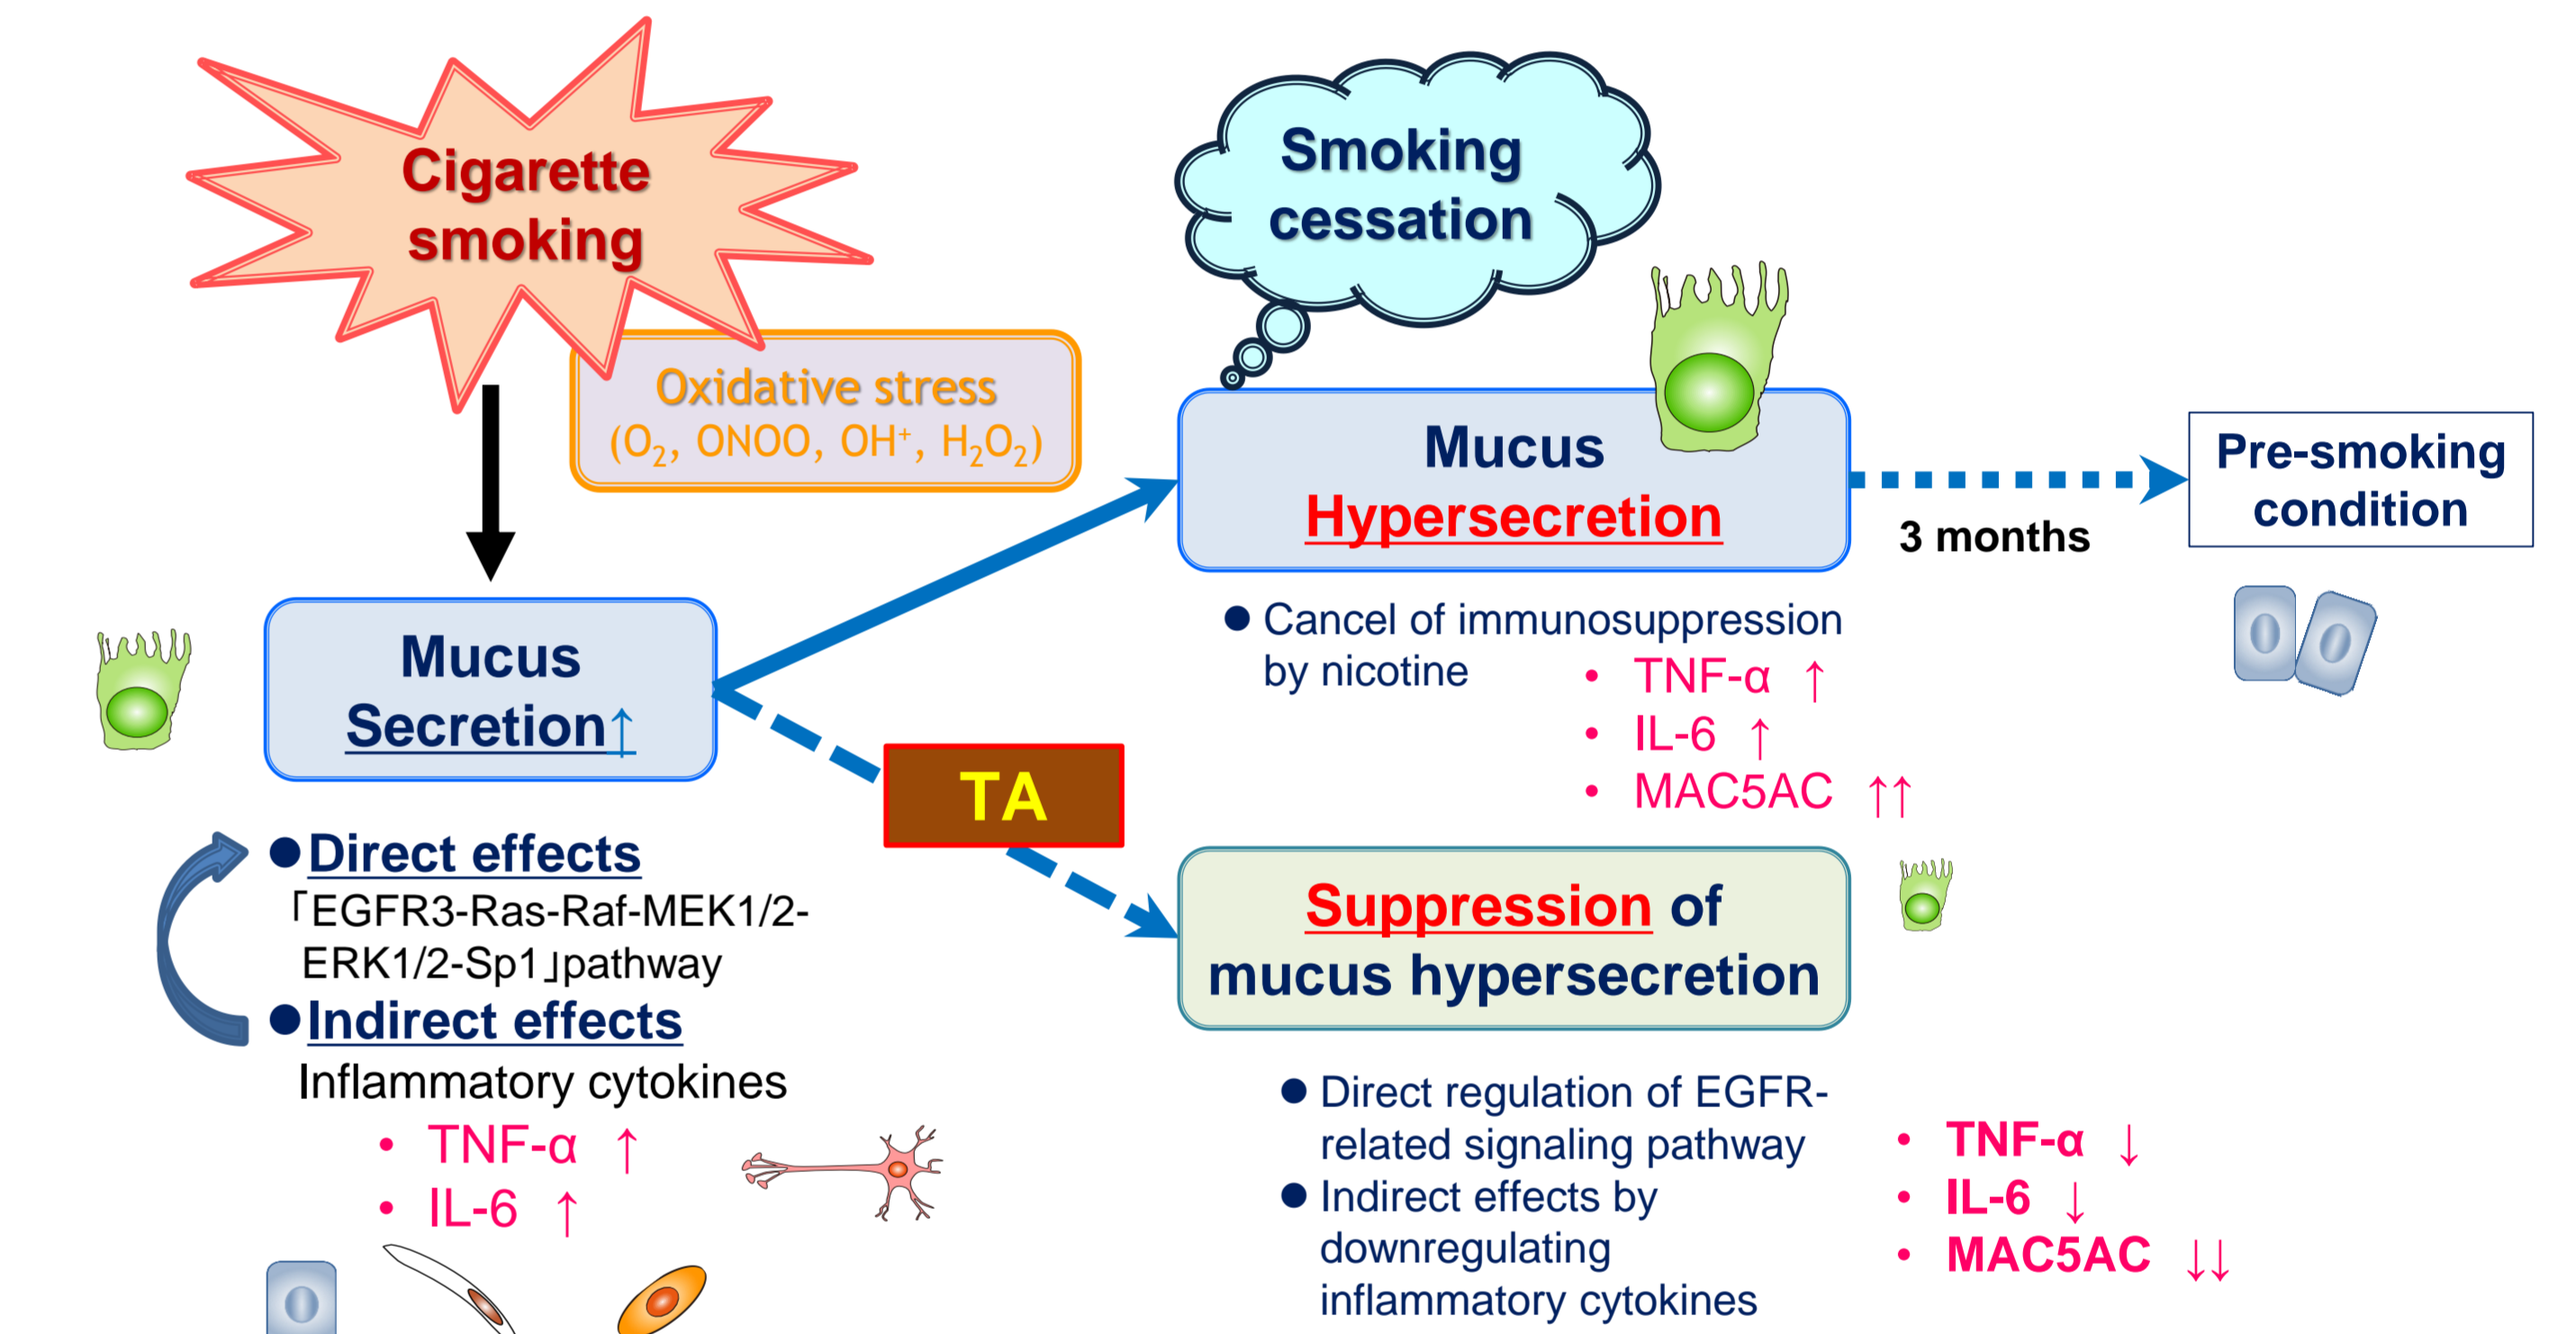 Cigarette
smoking
Oxidative stress
(O₂, ONOO, OH⁺, H₂O₂)
Mucus
Secretion↑
●Direct effects
「EGFR3-Ras-Raf-MEK1/2-
ERK1/2-Sp1」pathway
●Indirect effects
Inflammatory cytokines
• TNF-α ↑
• IL-6 ↑
TA
Smoking
cessation
Mucus
Hypersecretion
3 months
Pre-smoking
condition
● Cancel of immunosuppression
by nicotine
• TNF-α ↑
• IL-6 ↑
• MAC5AC ↑↑
Suppression of
mucus hypersecretion
● Direct regulation of EGFR-
related signaling pathway
● Indirect effects by
downregulating
inflammatory cytokines
• TNF-α ↓
• IL-6 ↓
• MAC5AC ↓↓